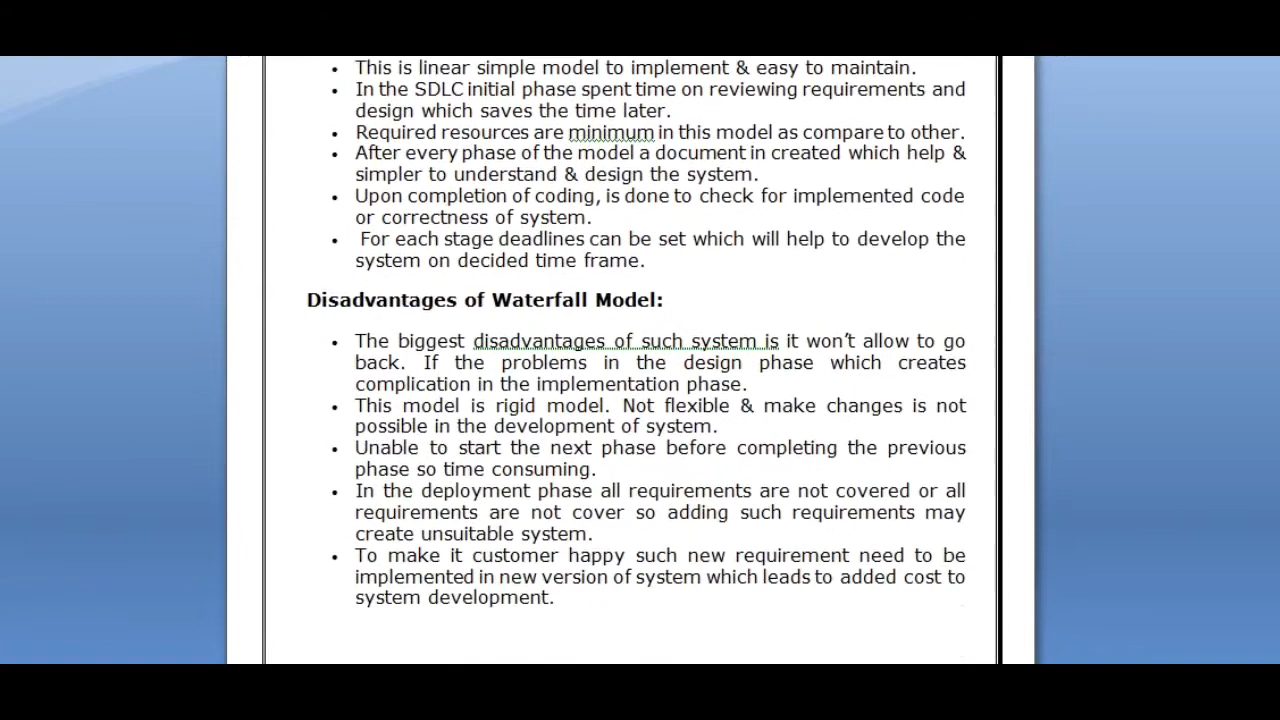 • This is linear simple model to implement & easy to maintain.
• In the SDLC initial phase spent time on reviewing requirements and
design which saves the time later.
• Required resources are minimum in this model as compare to other.
• After every phase of the model a document in created which help &
simpler to understand & design the system.
• Upon completion of coding, is done to check for implemented code
or correctness of system.
• For each stage deadlines can be set which will help to develop the
system on decided time frame.
Disadvantages of Waterfall Model:
• The biggest disadvantages of such system is it won't allow to go
back. If the problems in the design phase which creates
complication in the implementation phase.
• This model is rigid model. Not flexible & make changes is not
possible in the development of system.
• Unable to start the next phase before completing the previous
phase so time consuming.
• In the deployment phase all requirements are not covered or all
requirements are not cover so adding such requirements may
create unsuitable system.
• To make it customer happy such new requirement need to be
implemented in new version of system which leads to added cost to
system development.